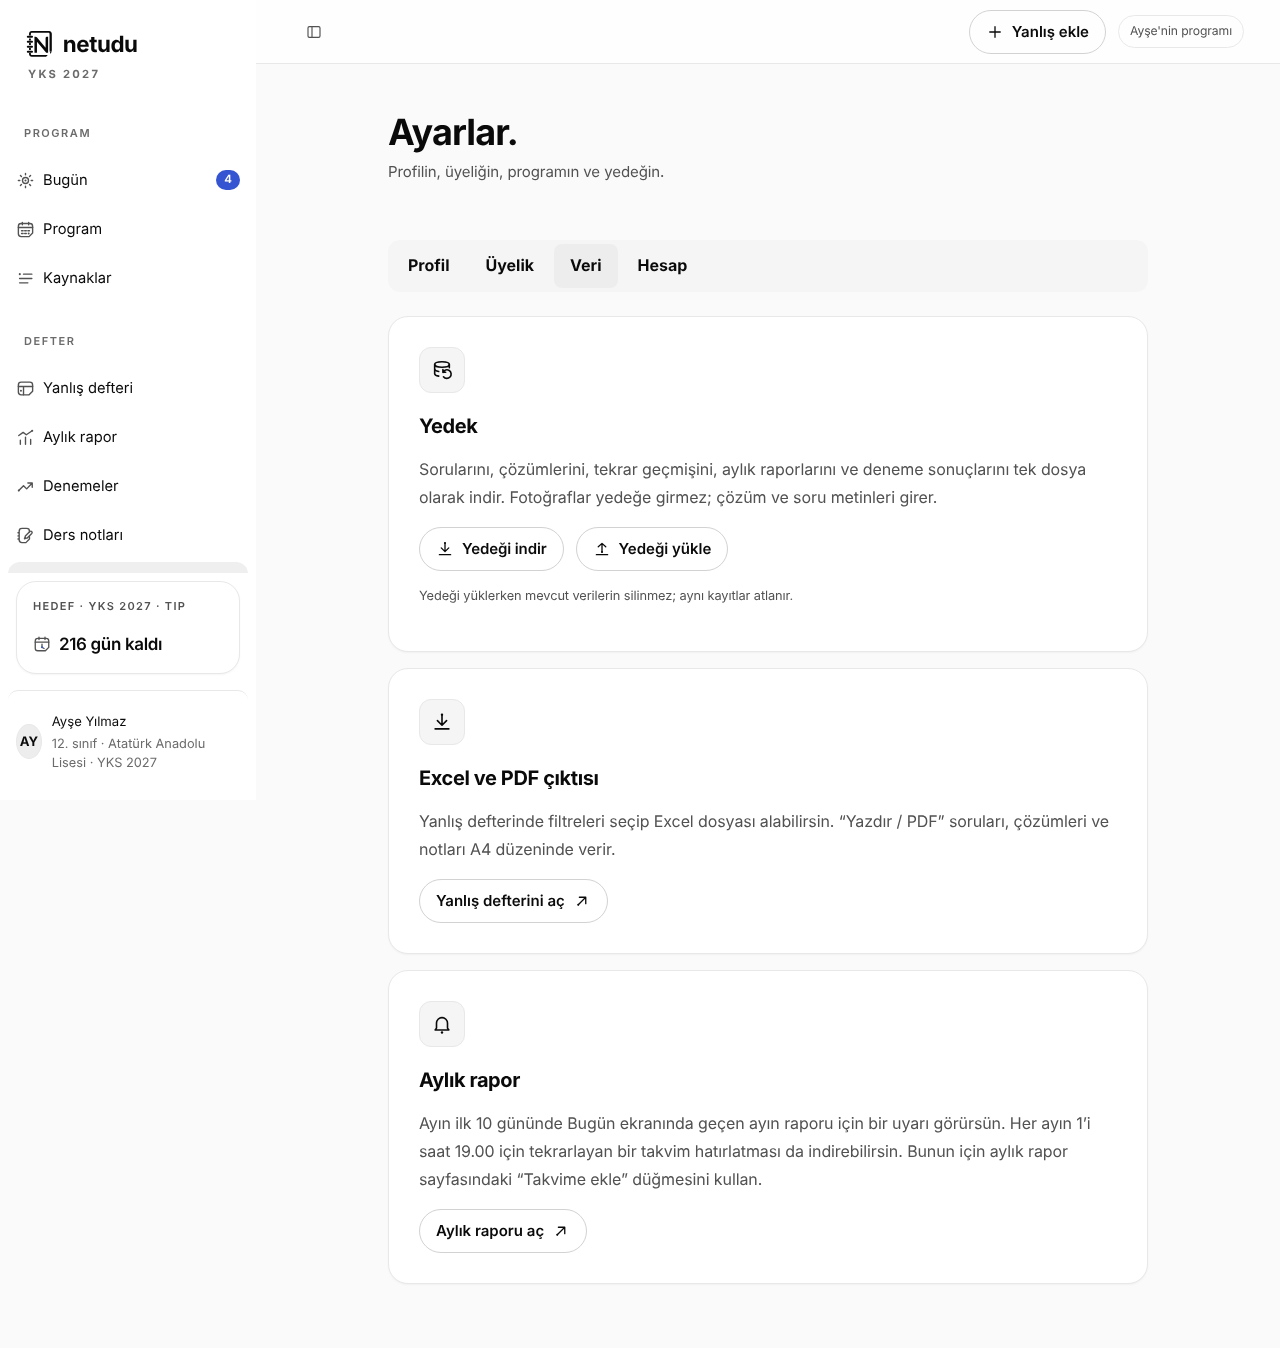 netudu
YKS 2027
PROGRAM
Bugün 4
Program
Kaynaklar
DEFTER
Yanlış defteri
Aylık rapor
Denemeler
Ders notları
HEDEF · YKS 2027 · TIP
216 gün kaldı
AY
Ayşe Yılmaz
12. sınıf · Atatürk Anadolu
Lisesi · YKS 2027
Yanlış ekle
Ayşe'nin programı
Ayarlar.
Profilin, üyeliğin, programın ve yedeğin.
Profil Üyelik Veri Hesap
Yedek
Sorularını, çözümlerini, tekrar geçmişini, aylık raporlarını ve deneme sonuçlarını tek dosya
olarak indir. Fotoğraflar yedeğe girmez; çözüm ve soru metinleri girer.
Yedeği indir Yedeği yükle
Yedeği yüklerken mevcut verilerin silinmez; aynı kayıtlar atlanır.
Excel ve PDF çıktısı
Yanlış defterinde filtreleri seçip Excel dosyası alabilirsin. “Yazdır / PDF” soruları, çözümleri ve
notları A4 düzeninde verir.
Yanlış defterini aç
Aylık rapor
Ayın ilk 10 gününde Bugün ekranında geçen ayın raporu için bir uyarı görürsün. Her ayın 1’i
saat 19.00 için tekrarlayan bir takvim hatırlatması da indirebilirsin. Bunun için aylık rapor
sayfasındaki “Takvime ekle” düğmesini kullan.
Aylık raporu aç